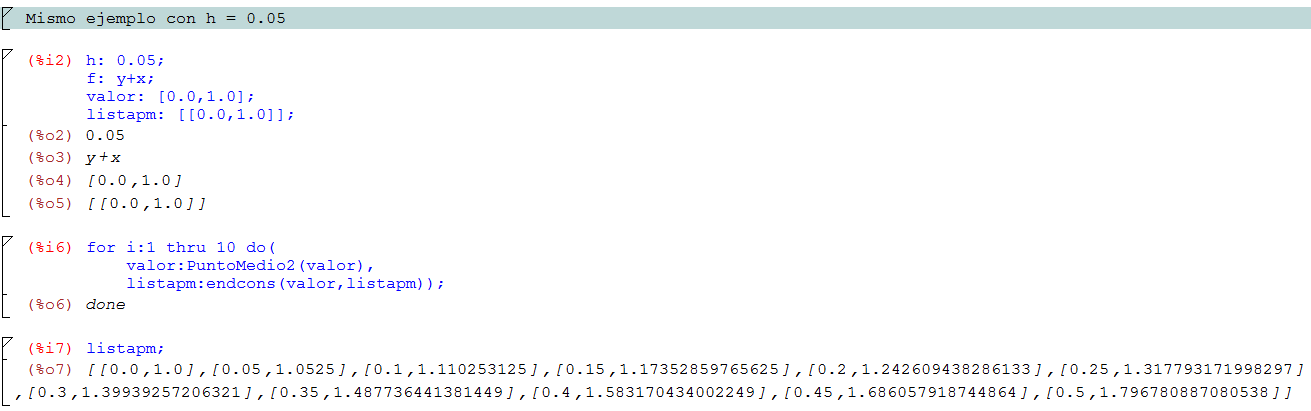 Mismo ejemplo con h = 0.05
(%i2) h: 0.05;
f: y+x;
valor: [0.0,1.0];
listapm: [[0.0,1.0]];
(%o2) 0.05
(%o3) y+x
(%o4) [0.0,1.0]
(%o5) [[0.0,1.0]]
(%i6) for i:1 thru 10 do(
valor:PuntoMedio2(valor),
listapm:endcons(valor,listapm));
(%o6) done
(%i7) listapm;
(%o7) [[0.0,1.0],[0.05,1.0525],[0.1,1.110253125],[0.15,1.17352859765625],[0.2,1.242609438286133],[0.25,1.317793171998297]
,[0.3,1.39939257206321],[0.35,1.487736441381449],[0.4,1.583170434002249],[0.45,1.686057918744864],[0.5,1.796780887080538]]